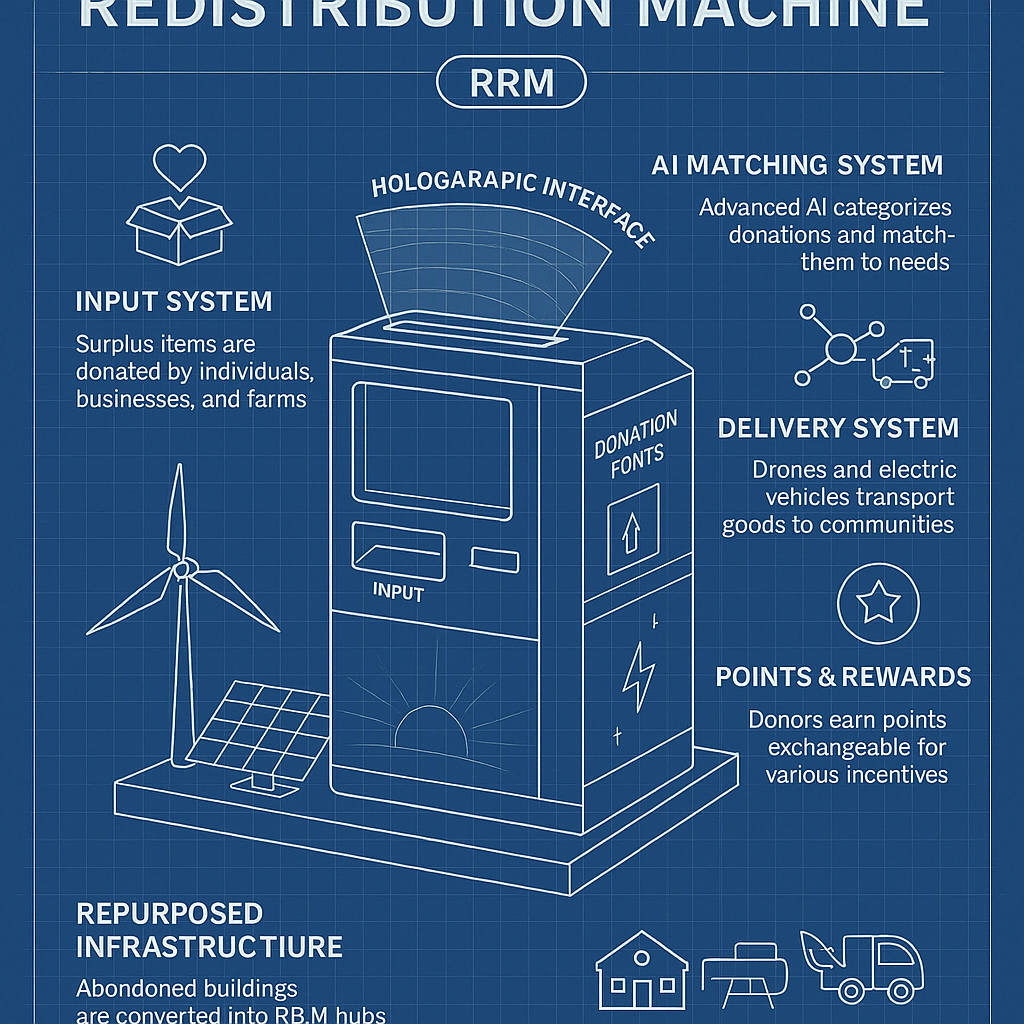 REDISTRIBUTION MACHINE
RRM
HOLOGARAPIC INTERFACE
INPUT SYSTEM
Surplus items are
donated by individuals,
businesses, and farms
AI MATCHING SYSTEM
Advanced AI categorizes
donations and match-
them to needs
DELIVERY SYSTEM
Drones and electric
vehicles transport
goods to communities
DONATION
FONTS
INPUT
POINTS & REWARDS
Donors earn points
exchangeable for
various incentives
REPURPOSED
INFRASTRUCTIURE
Abondoned buildings
are converted into RB.M hubs